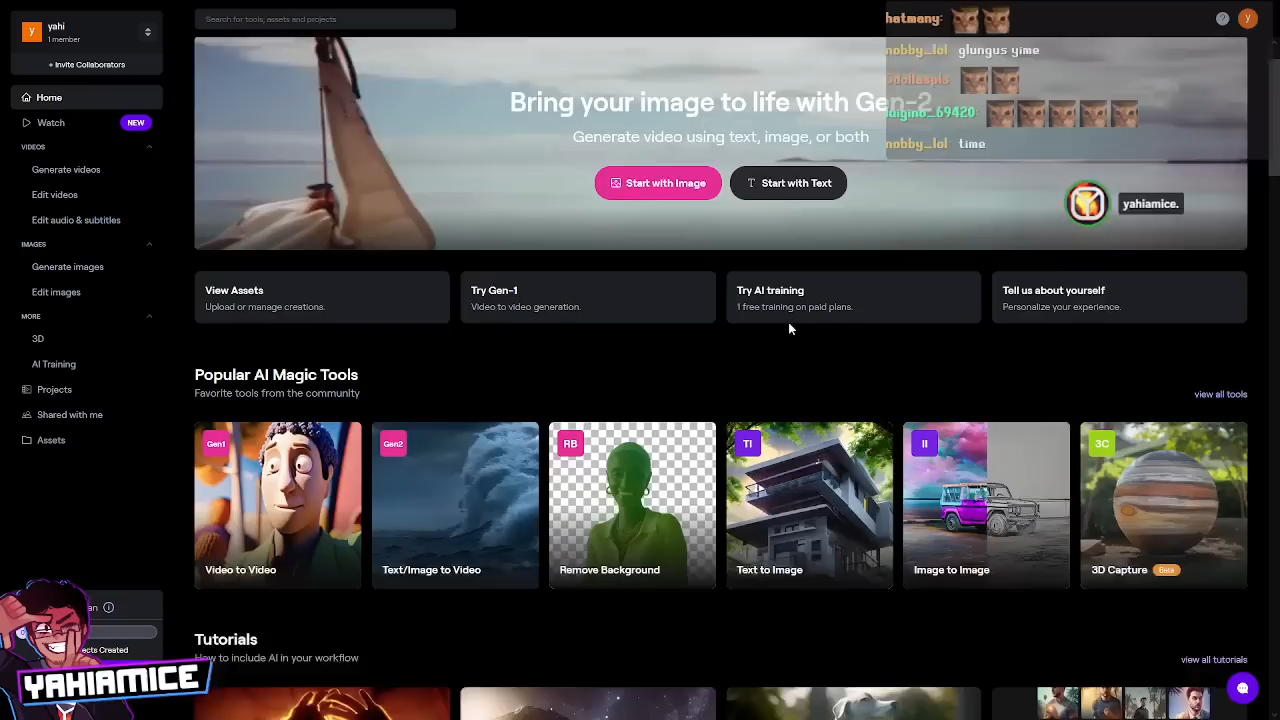 yahi
1 member
+ Invite Collaborators
Home
Watch NEW
VIDEOS
Generate videos
Edit videos
Edit audio & subtitles
IMAGES
Generate images
Edit images
MORE
3D
AI Training
Projects
Shared with me
Assets
Search for tools, assets and projects
y
? y
Bring your image to life with Gen-2
Generate video using text, image, or both
Start with Image
Start with Text
hatmany:
nobby_lol glungus yime
nobby_lol time
yahiamice.
View Assets
Upload or manage creations.
Try Gen-1
Video to video generation.
Try AI training
1 free training on paid plans.
Tell us about yourself
Personalize your experience.
Popular AI Magic Tools
Favorite tools from the community
view all tools
Gen1
Video to Video
Gen2
Text/Image to Video
RB
Remove Background
TI
Text to Image
II
Image to Image
3C
3D Capture Beta
Tutorials
How to include AI in your workflow
view all tutorials
YAHIAMICE